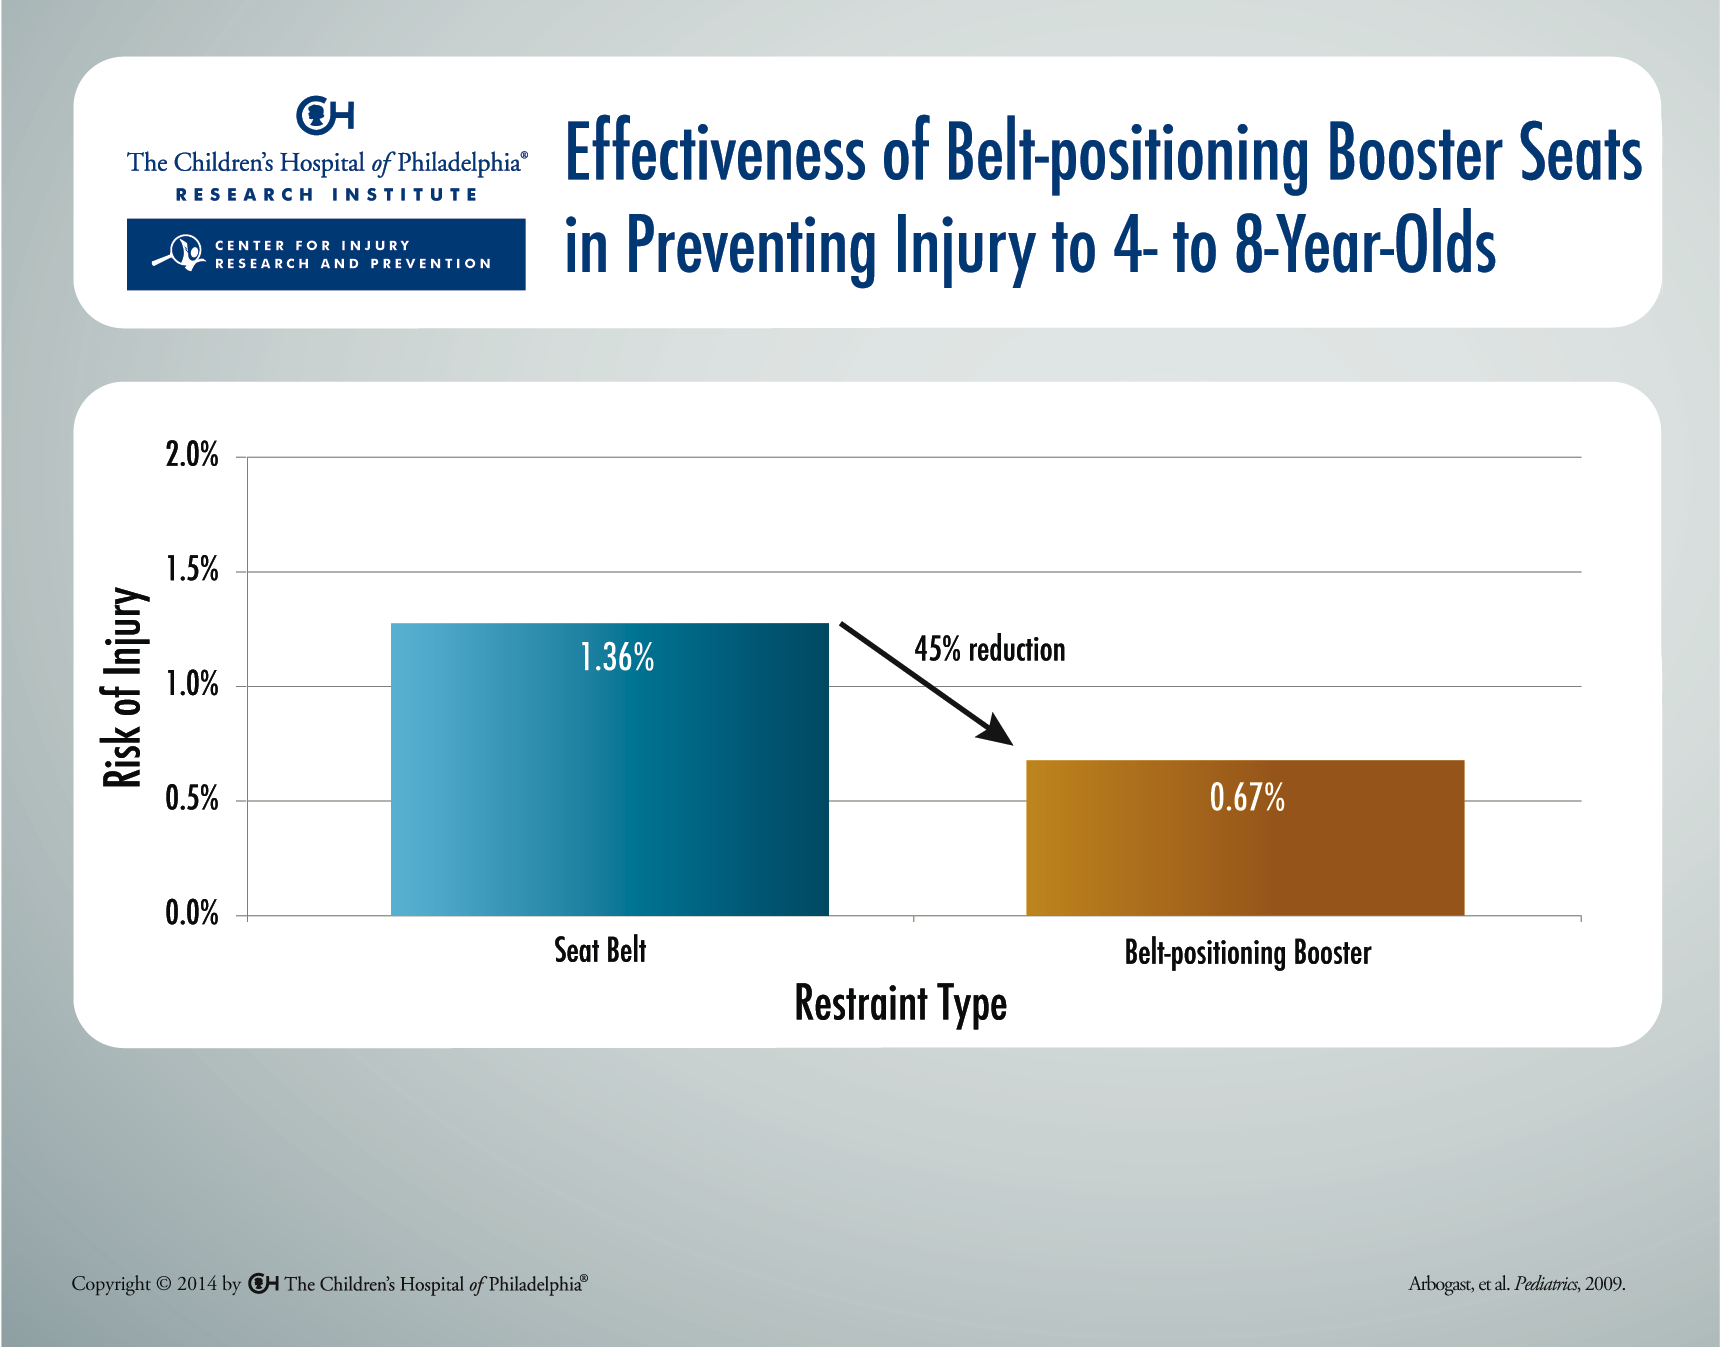 CH
The Children's Hospital of Philadelphia®
RESEARCH INSTITUTE
CENTER FOR INJURY
RESEARCH AND PREVENTION
Effectiveness of Belt-positioning Booster Seats
in Preventing Injury to 4- to 8-Year-Olds
2.0%
1.5%
1.0%
0.5%
0.0%
Risk of Injury
1.36%
45% reduction
0.67%
Seat Belt
Belt-positioning Booster
Restraint Type
Copyright © 2014 by CH The Children's Hospital of Philadelphia®
Arbogast, et al. Pediatrics, 2009.